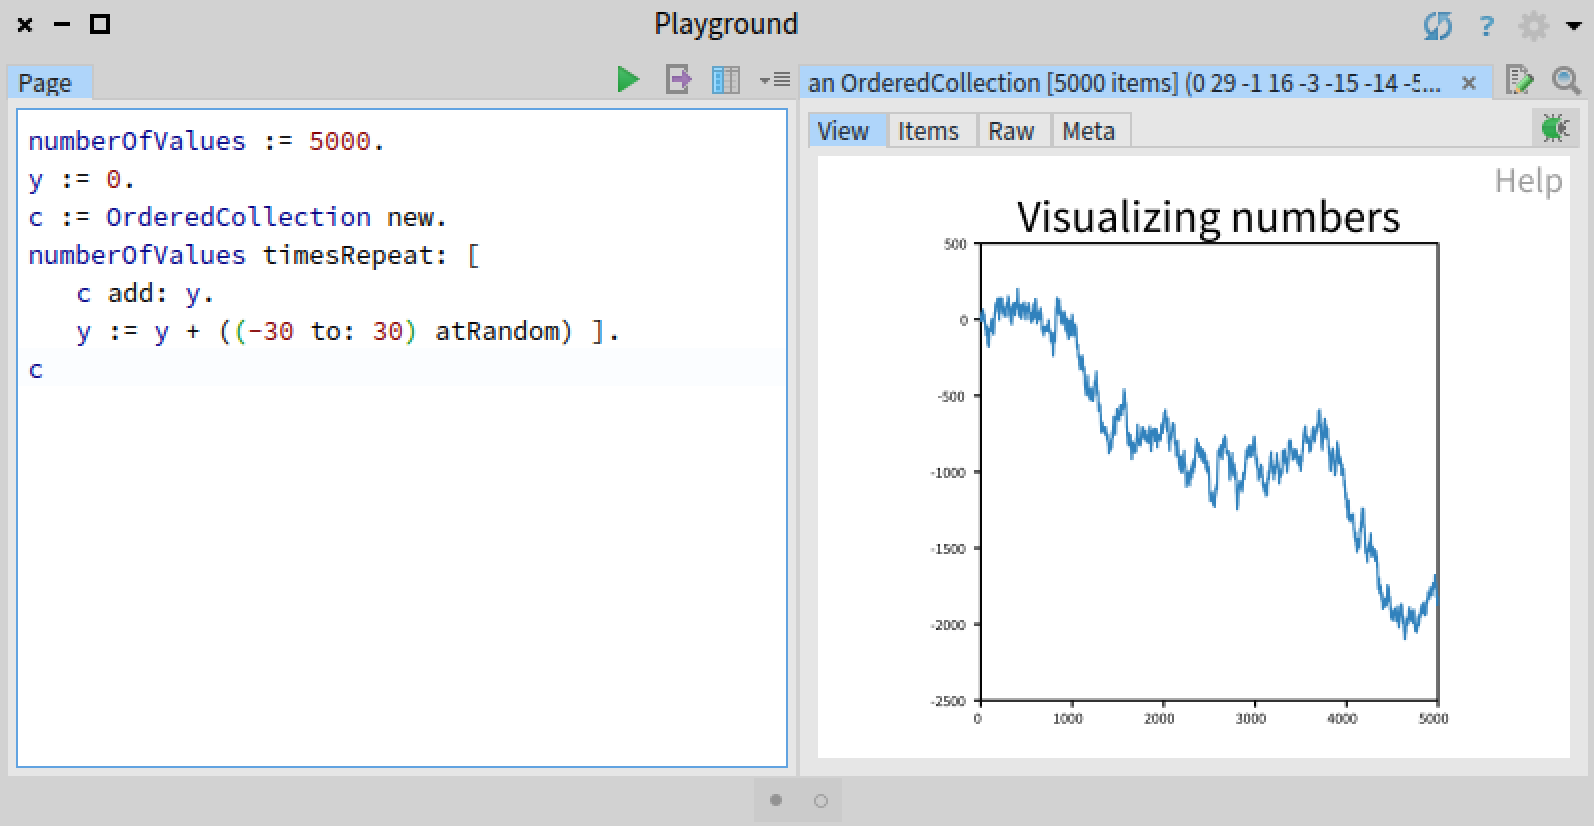 Playground
?
Page
numberOfValues := 5000.
y := 0.
c := OrderedCollection new.
numberOfValues timesRepeat: [
    c add: y.
    y := y + ((-30 to: 30) atRandom) ].
c
an OrderedCollection [5000 items] (0 29 -1 16 -3 -15 -14 -5...
View Items Raw Meta
Help
Visualizing numbers
500
0
-500
-1000
-1500
-2000
-2500
0 1000 2000 3000 4000 5000